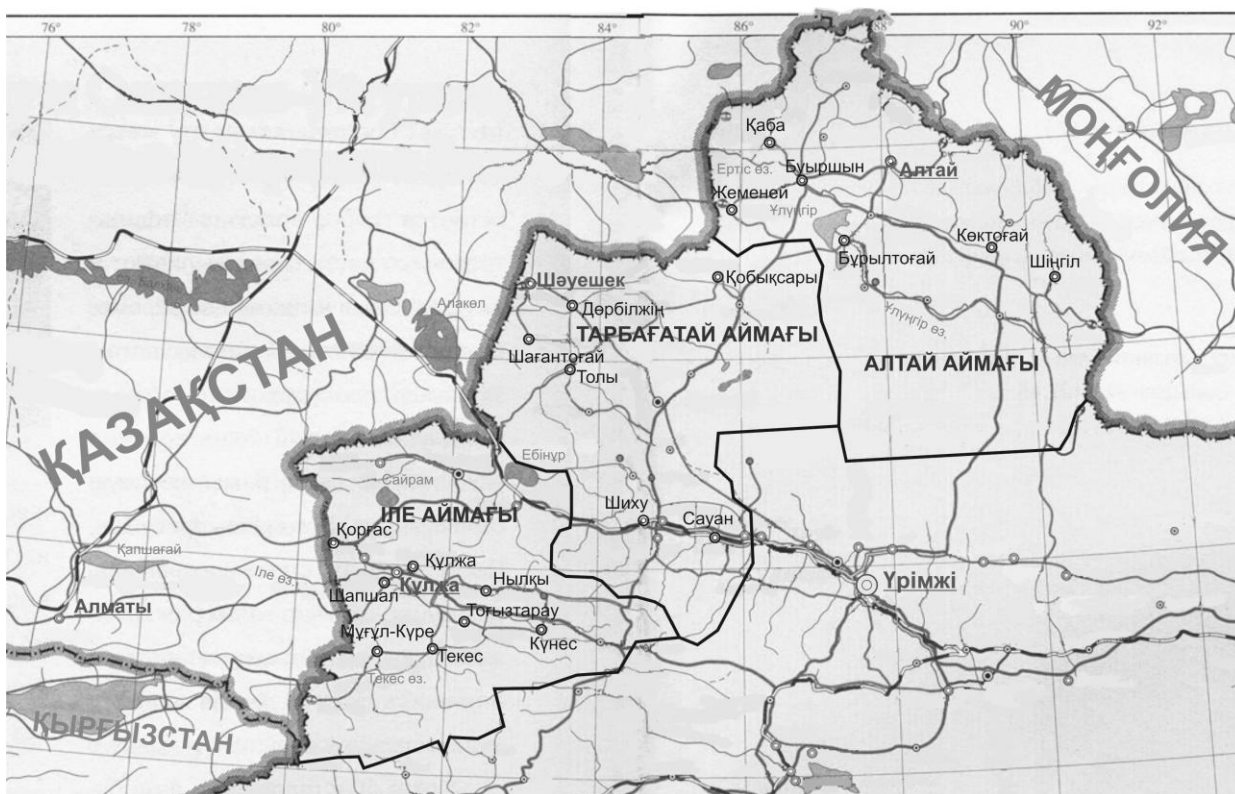 76° 78° 80° 82° 84° 86° 88° 90° 92°
МОҢҒОЛИЯ
Қаба
Ертіс өз.
Буыршын
Алтай
Жеменей
Ұлұңгір
Көктоғай
Бұрылтоғай
Шіңгіл
Қобықсары
Шәуешек
Дөрбілжін
Алакөл
ТАРБАҒАТАЙ АЙМАҒЫ
Ұлұңгір өз.
Шағантоғай
Толы
АЛТАЙ АЙМАҒЫ
ҚАЗАҚСТАН
Ебінұр
Сайрам
ІЛЕ АЙМАҒЫ
Шиху
Сауан
Қорғас
Қапшағай
Құлжа
Іле өз.
Шапшал
Құлжа
Нылқы
Үрімжі
Алматы
Тоғызтарау
Мұғұл-Күре
Күнес
Текес
Текес өз.
ҚЫРҒЫЗСТАН